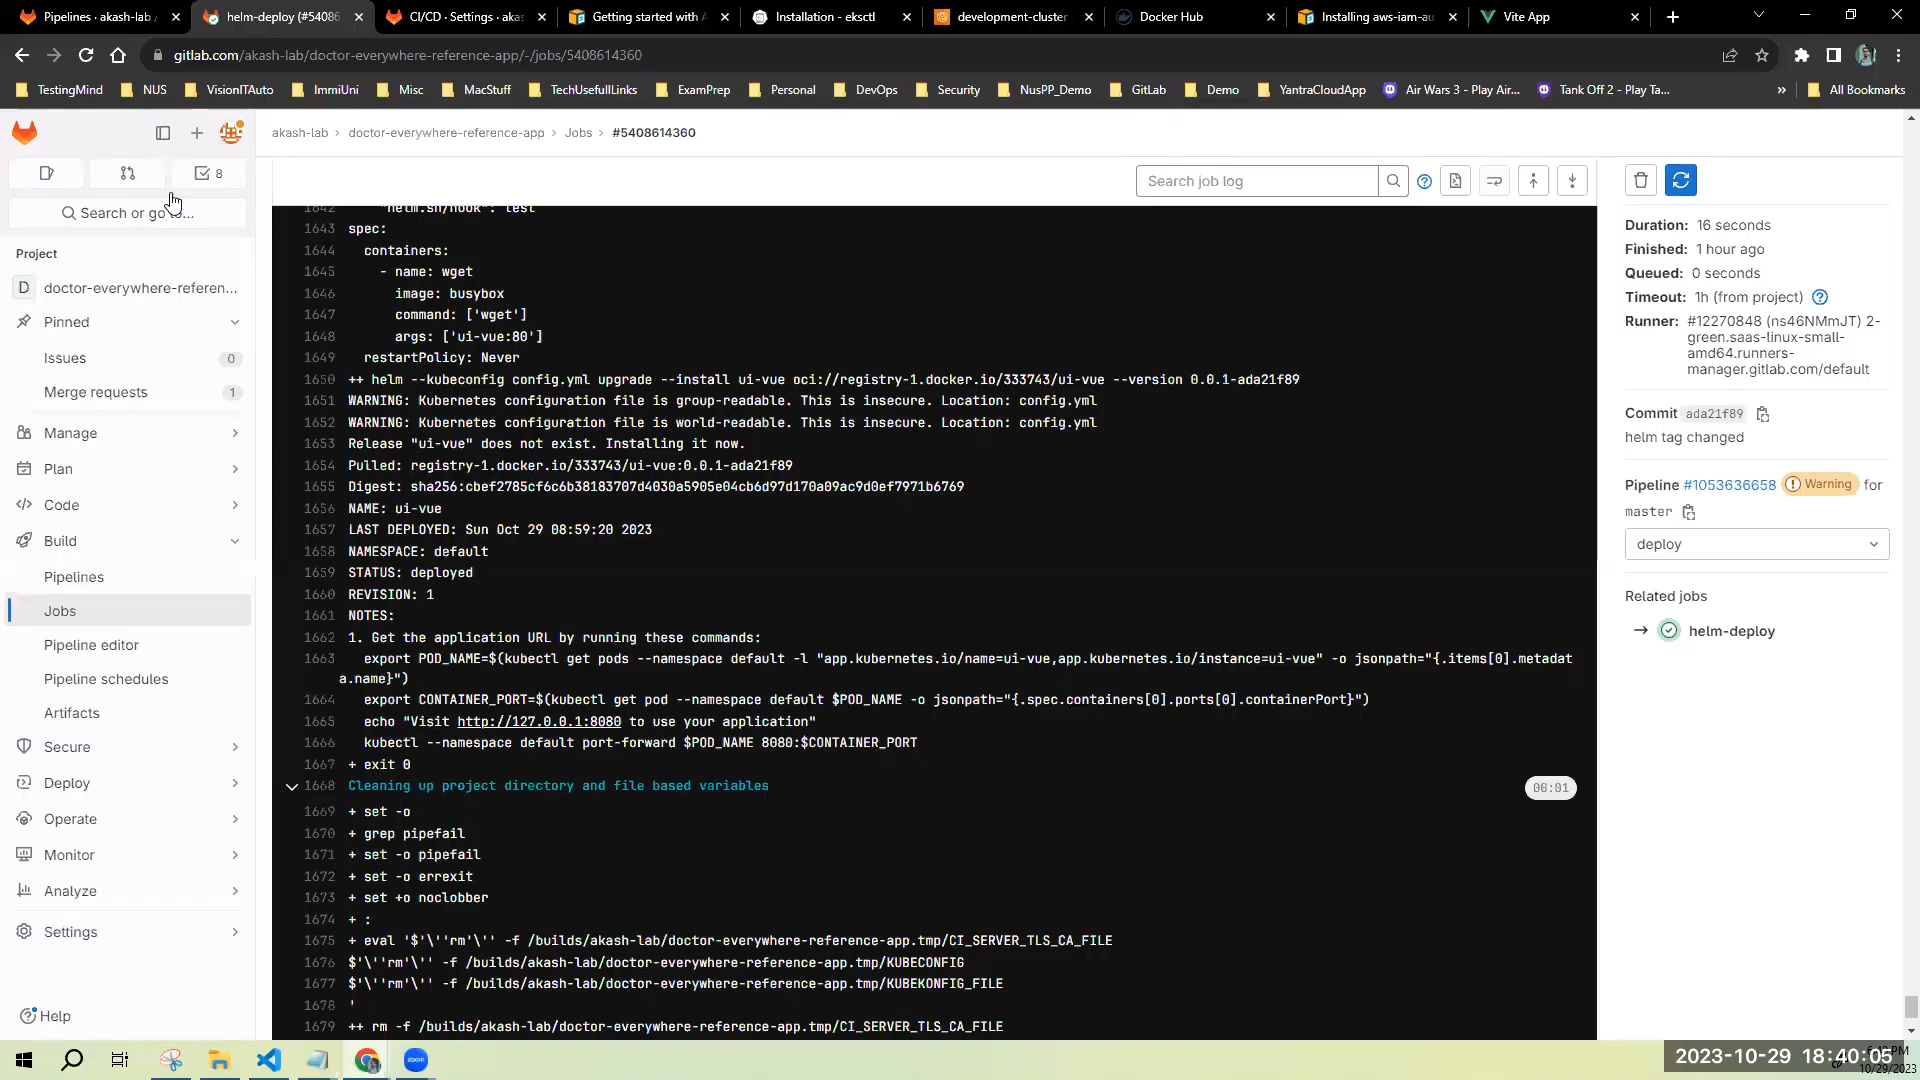 Pipelines · akash-lab /
helm-deploy (#54086
CI/CD · Settings · akas
Getting started with A
Installation - eksctl
development-cluster
Docker Hub
Installing aws-iam-au
Vite App
gitlab.com/akash-lab/doctor-everywhere-reference-app/-/jobs/5408614360
TestingMind
NUS
VisionITAuto
ImmiUni
Misc
MacStuff
TechUsefullLinks
ExamPrep
Personal
DevOps
Security
NusPP_Demo
GitLab
Demo
YantraCloudApp
Air Wars 3 - Play Air...
Tank Off 2 - Play Ta...
»
All Bookmarks
akash-lab › doctor-everywhere-reference-app › Jobs › #5408614360
8
Search or go to...
Project
D doctor-everywhere-referen...
Pinned
Issues 0
Merge requests 1
Manage
Plan
Code
Build
Pipelines
Jobs
Pipeline editor
Pipeline schedules
Artifacts
Secure
Deploy
Operate
Monitor
Analyze
Settings
Help
Search job log
1642 "helm.sh/hook": test
1643 spec:
1644 containers:
1645 - name: wget
1646 image: busybox
1647 command: ['wget']
1648 args: ['ui-vue:80']
1649 restartPolicy: Never
1650 ++ helm --kubeconfig config.yml upgrade --install ui-vue oci://registry-1.docker.io/333743/ui-vue --version 0.0.1-ada21f89
1651 WARNING: Kubernetes configuration file is group-readable. This is insecure. Location: config.yml
1652 WARNING: Kubernetes configuration file is world-readable. This is insecure. Location: config.yml
1653 Release "ui-vue" does not exist. Installing it now.
1654 Pulled: registry-1.docker.io/333743/ui-vue:0.0.1-ada21f89
1655 Digest: sha256:cbef2785cf6c6b38183707d4030a5905e04cb6d97d170a09ac9d0ef7971b6769
1656 NAME: ui-vue
1657 LAST DEPLOYED: Sun Oct 29 08:59:20 2023
1658 NAMESPACE: default
1659 STATUS: deployed
1660 REVISION: 1
1661 NOTES:
1662 1. Get the application URL by running these commands:
1663 export POD_NAME=$(kubectl get pods --namespace default -l "app.kubernetes.io/name=ui-vue,app.kubernetes.io/instance=ui-vue" -o jsonpath="{.items[0].metadat
a.name}")
1664 export CONTAINER_PORT=$(kubectl get pod --namespace default $POD_NAME -o jsonpath="{.spec.containers[0].ports[0].containerPort}")
1665 echo "Visit http://127.0.0.1:8080 to use your application"
1666 kubectl --namespace default port-forward $POD_NAME 8080:$CONTAINER_PORT
1667 + exit 0
1668 Cleaning up project directory and file based variables 00:01
1669 + set -o
1670 + grep pipefail
1671 + set -o pipefail
1672 + set -o errexit
1673 + set +o noclobber
1674 + :
1675 + eval '$'\''rm'\'' -f /builds/akash-lab/doctor-everywhere-reference-app.tmp/CI_SERVER_TLS_CA_FILE
1676 $'\''rm'\'' -f /builds/akash-lab/doctor-everywhere-reference-app.tmp/KUBECONFIG
1677 $'\''rm'\'' -f /builds/akash-lab/doctor-everywhere-reference-app.tmp/KUBEKONFIG_FILE
1678 '
1679 ++ rm -f /builds/akash-lab/doctor-everywhere-reference-app.tmp/CI_SERVER_TLS_CA_FILE
Duration: 16 seconds
Finished: 1 hour ago
Queued: 0 seconds
Timeout: 1h (from project)
Runner: #12270848 (ns46NMmJT) 2-
green.saas-linux-small-
amd64.runners-
manager.gitlab.com/default
Commit ada21f89
helm tag changed
Pipeline #1053636658 Warning for
master
deploy
Related jobs
→ helm-deploy
zoom
2023-10-29 18:40:05
10/29/2023